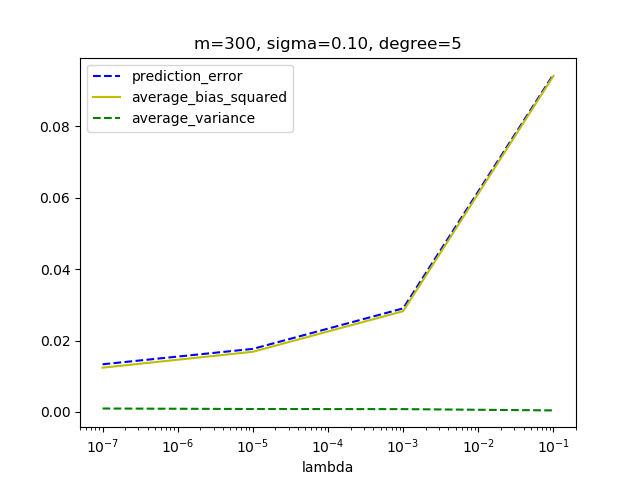 m=300, sigma=0.10, degree=5
prediction_error
average_bias_squared
average_variance
0.08
0.06
0.04
0.02
0.00
10⁻⁷ 10⁻⁶ 10⁻⁵ 10⁻⁴ 10⁻³ 10⁻² 10⁻¹
lambda